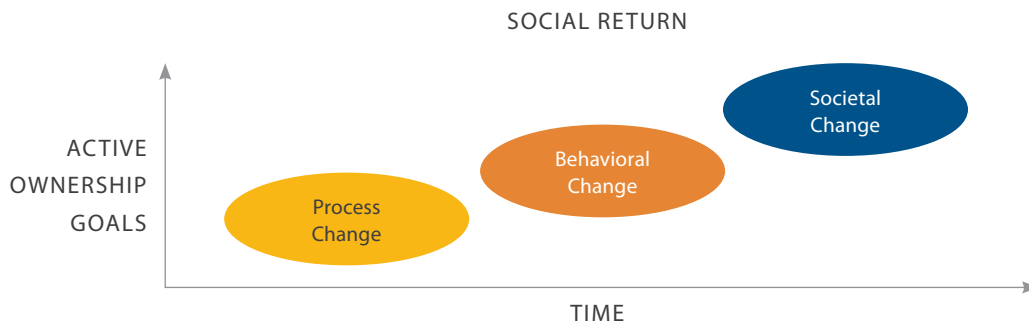 SOCIAL RETURN
Societal
Change
ACTIVE
OWNERSHIP
GOALS
Behavioral
Change
Process
Change
TIME